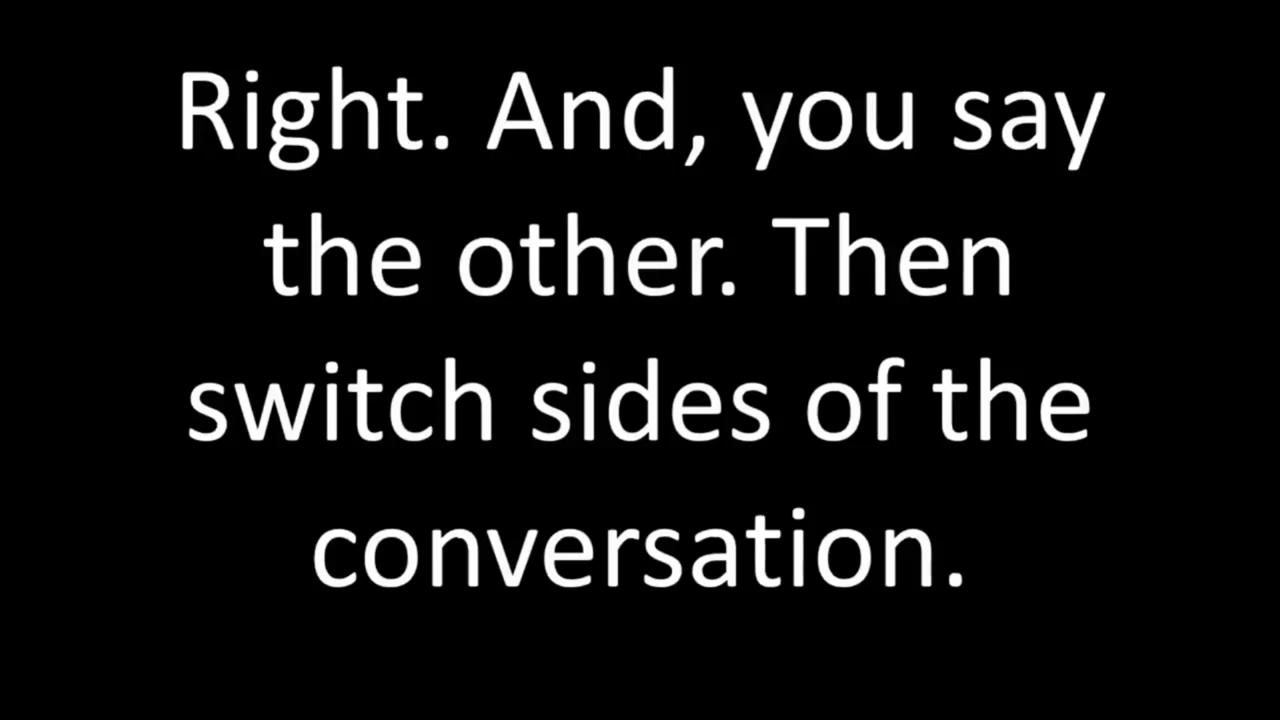 Right. And, you say
the other. Then
switch sides of the
conversation.